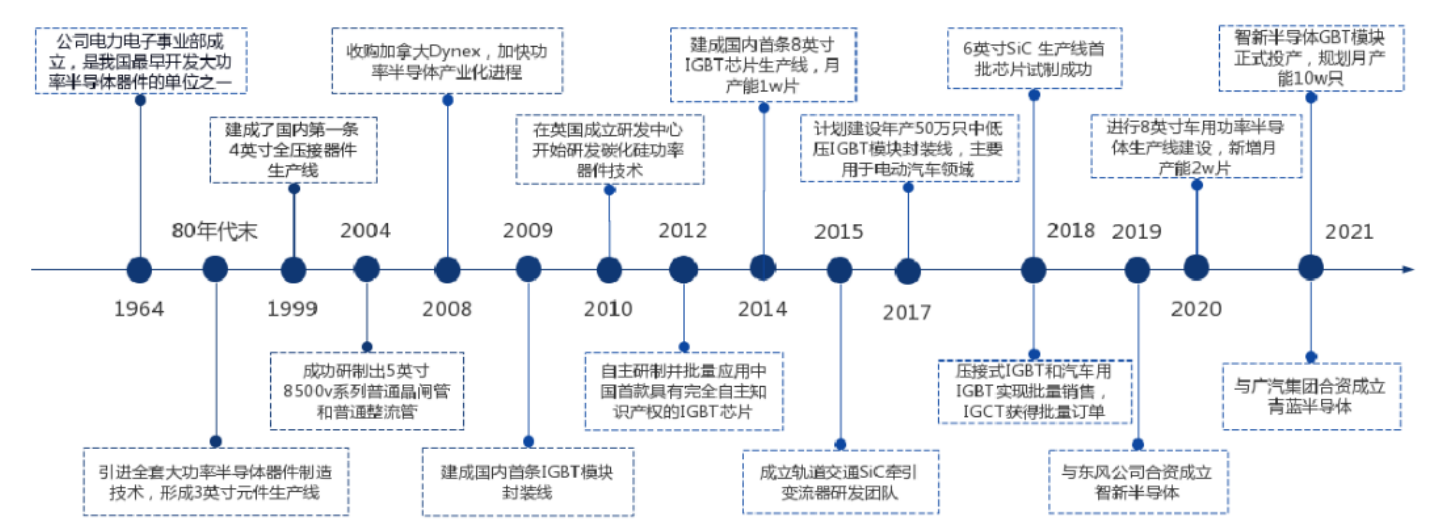 公司电力电子事业部成
立，是我国最早开发大功
率半导体器件的单位之一
收购加拿大Dynex，加快功
率半导体产业化进程
建成国内首条8英寸
IGBT芯片生产线，月
产能1w片
6英寸SiC 生产线首
批芯片试制成功
智新半导体GBT模块
正式投产，规划月产
能10w只
建成了国内第一条
4英寸全压接器件
生产线
在英国成立研发中心
开始研发碳化硅功率
器件技术
计划建设年产50万只中低
压IGBT模块封装线，主要
用于电动汽车领域
进行8英寸车用功率半导
体生产线建设，新增月
产能2w片
80年代末
2004
2009
2012
2015
2018
2019
2021
1964
1999
2008
2010
2014
2017
2020
成功研制出5英寸
8500v系列普通晶闸管
和普通整流管
自主研制并批量应用中
国首款具有完全自主知
识产权的IGBT芯片
压接式IGBT和汽车用
IGBT实现批量销售，
IGCT获得批量订单
与广汽集团合资成立
青蓝半导体
引进全套大功率半导体器件制造
技术，形成3英寸元件生产线
建成国内首条IGBT模块
封装线
成立轨道交通SiC牵引
变流器研发团队
与东风公司合资成立
智新半导体